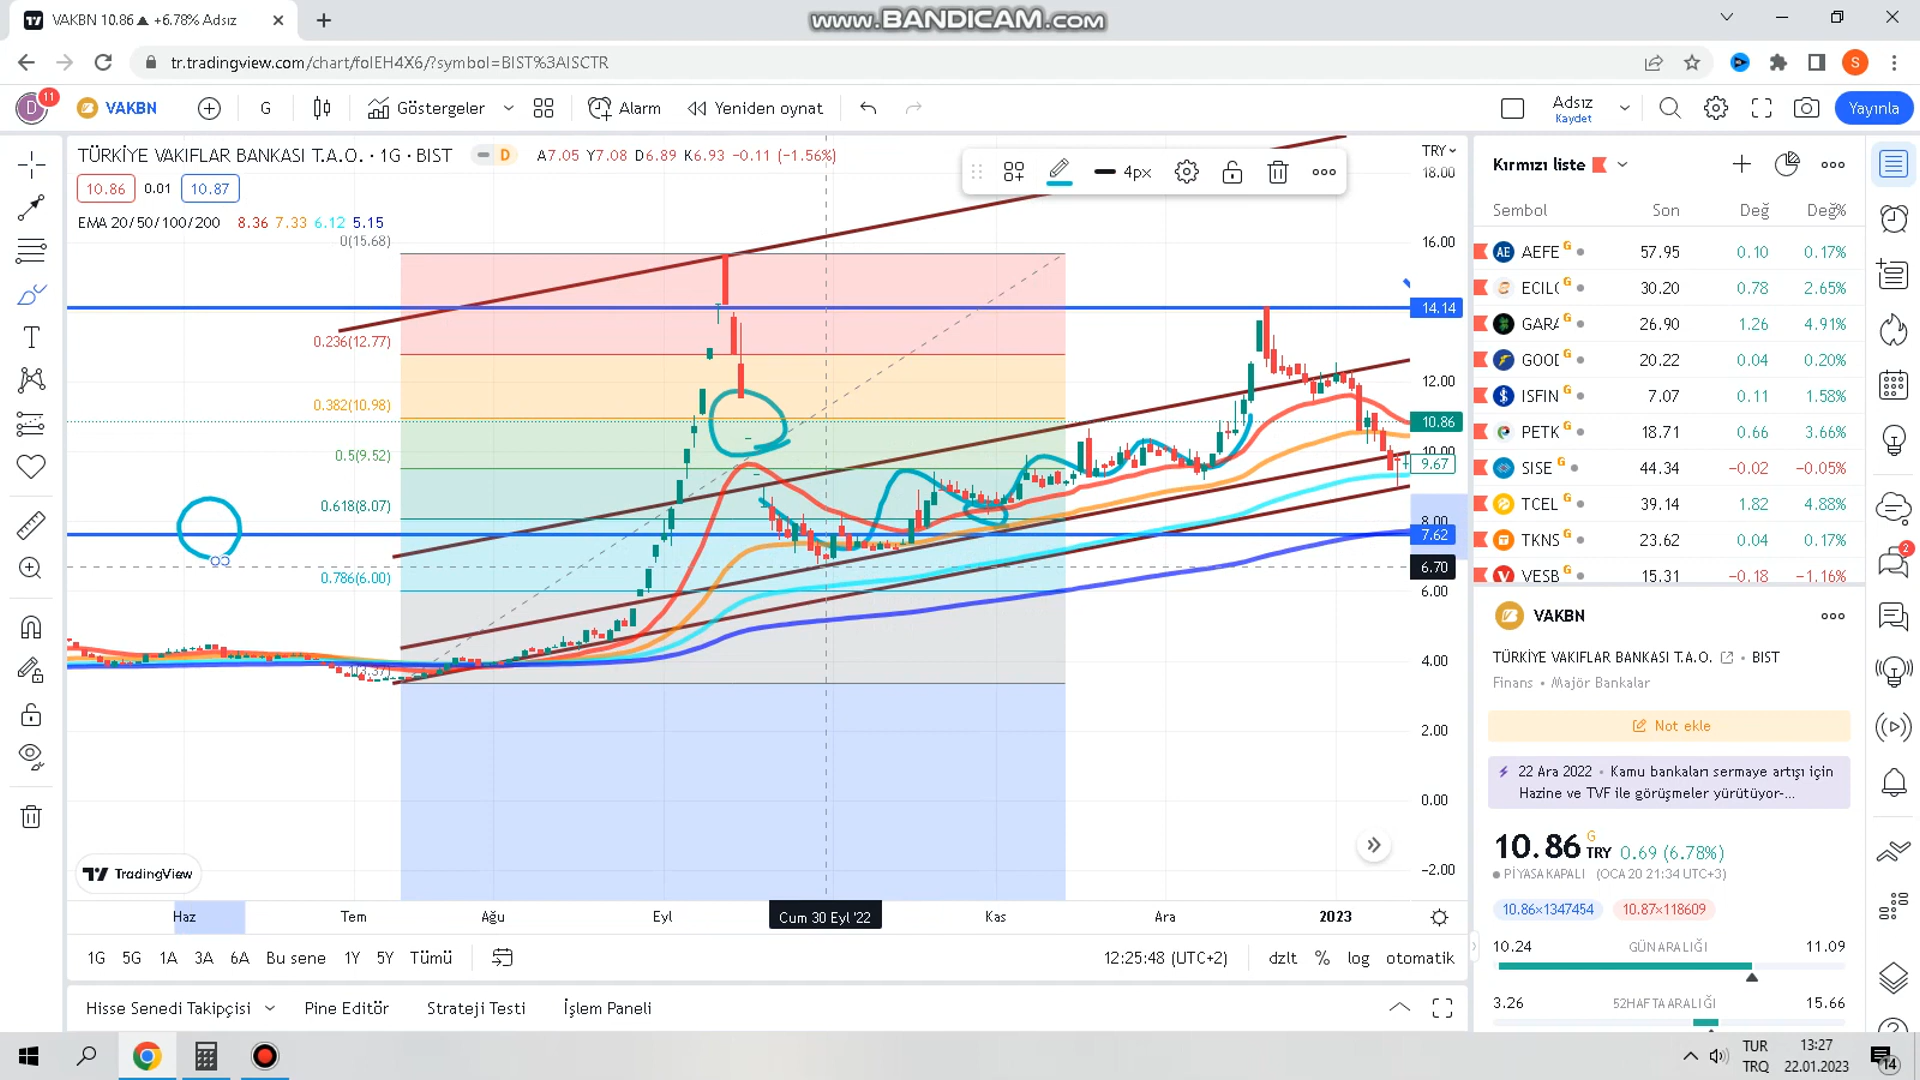 VAKBN 10.86 ▲ +6.78% Adsız
www.BANDICAM.com
tr.tradingview.com/chart/folEH4X6/?symbol=BIST%3AISCTR
S
D
11
VAKBN
G
Göstergeler
Alarm
Yeniden oynat
Adsız
Kaydet
Yayınla
TÜRKİYE VAKIFLAR BANKASI T.A.O. · 1G · BIST
D
A7.05 Y7.08 D6.89 K6.93 −0.11 (−1.56%)
10.86
0.01
10.87
EMA 20/50/100/200 8.36 7.33 6.12 5.15
4px
TRY
18.00
16.00
14.14
12.00
10.86
10.00
9.67
8.00
7.62
6.70
6.00
4.00
2.00
0.00
−2.00
0(15.68)
0.236(12.77)
0.382(10.98)
0.5(9.52)
0.618(8.07)
0.786(6.00)
1(3.37)
TradingView
Haz
Tem
Ağu
Eyl
Cum 30 Eyl '22
Kas
Ara
2023
1G 5G 1A 3A 6A Bu sene 1Y 5Y Tümü
12:25:48 (UTC+2)
dzlt % log otomatik
Hisse Senedi Takipçisi
Pine Editör
Strateji Testi
İşlem Paneli
Kırmızı liste
Sembol Son Değ Değ%
AEFE G 57.95 0.10 0.17%
ECILC G 30.20 0.78 2.65%
GARA G 26.90 1.26 4.91%
GOOD G 20.22 0.04 0.20%
ISFIN G 7.07 0.11 1.58%
PETK G 18.71 0.66 3.66%
SISE G 44.34 −0.02 −0.05%
TCEL G 39.14 1.82 4.88%
TKNS G 23.62 0.04 0.17%
VESB G 15.31 −0.18 −1.16%
VAKBN
TÜRKİYE VAKIFLAR BANKASI T.A.O. • BIST
Finans • Majör Bankalar
Not ekle
22 Ara 2022 • Kamu bankaları sermaye artışı için
Hazine ve TVF ile görüşmeler yürütüyor-...
10.86 G TRY 0.69 (6.78%)
PİYASA KAPALI (OCA 20 21:34 UTC+3)
10.86×1347454
10.87×118609
10.24 GÜN ARALIĞI 11.09
3.26 52HAFTA ARALIĞI 15.66
2
TUR
TRQ
13:27
22.01.2023
14